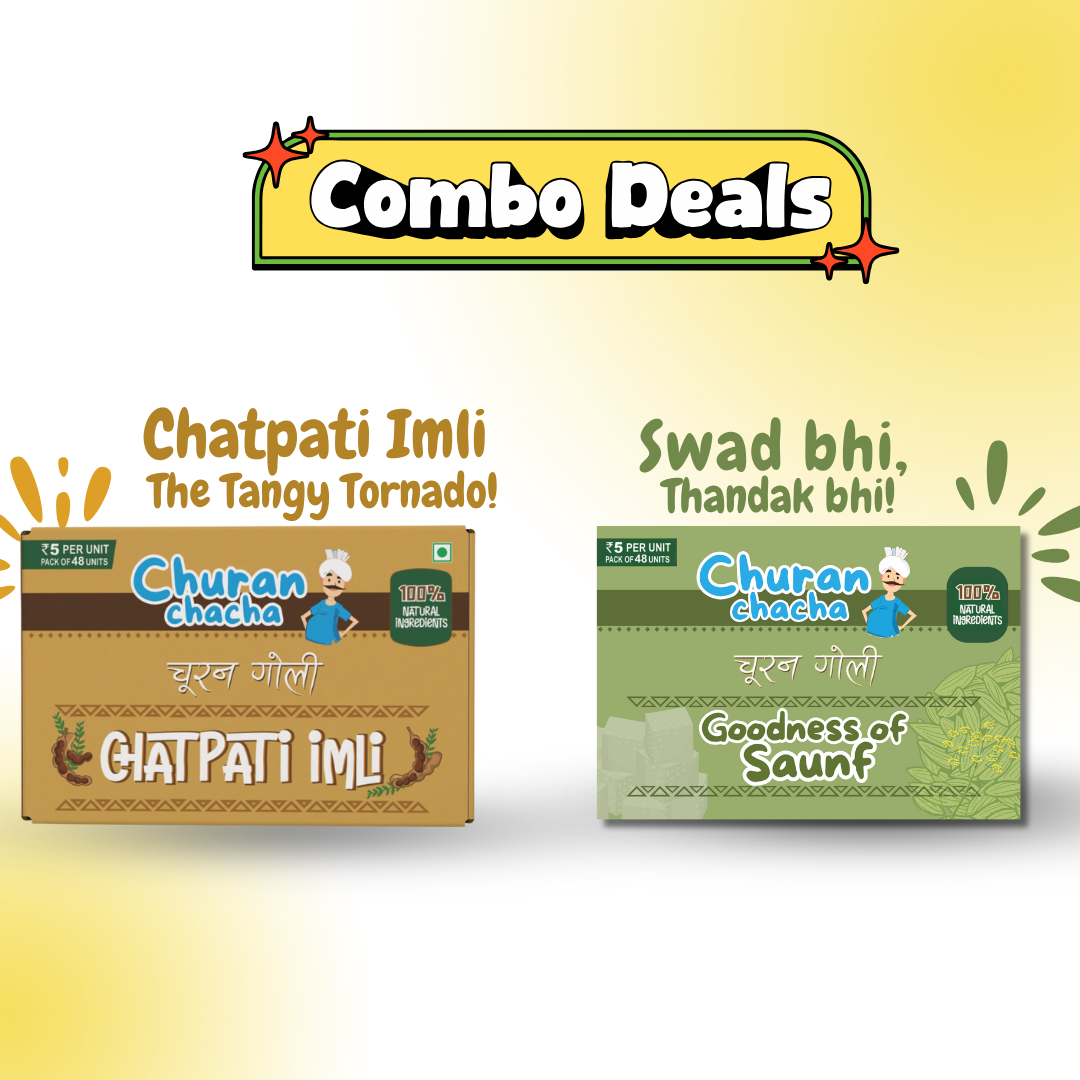 Combo Deals
Chatpati Imli
The Tangy Tornado!
₹5 PER UNIT
PACK OF 48 UNITS
Churan
chacha
100%
NATURAL
INGREDIENTS
चूरन गोली
CHATPATI IMLI
Swad bhi,
Thandak bhi!
₹5 PER UNIT
PACK OF 48 UNITS
Churan
chacha
100%
NATURAL
INGREDIENTS
चूरन गोली
Goodness of
Saunf